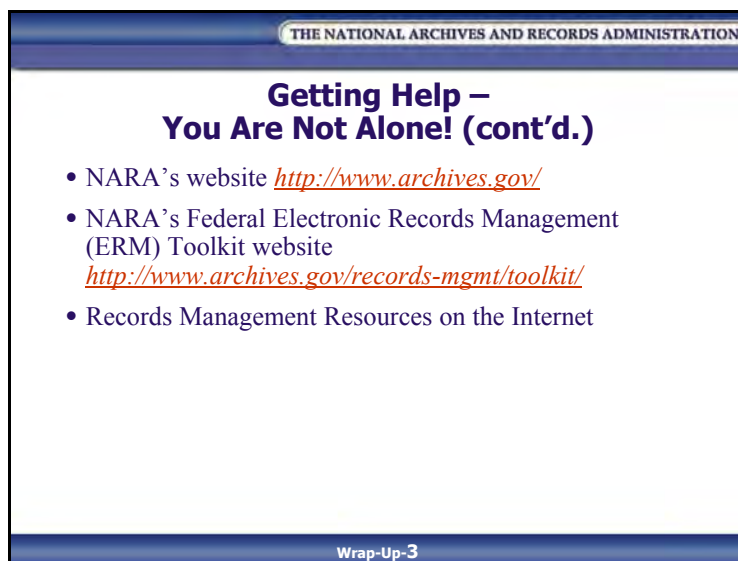 THE NATIONAL ARCHIVES AND RECORDS ADMINISTRATION
Getting Help –
You Are Not Alone! (cont’d.)
• NARA’s website http://www.archives.gov/
• NARA’s Federal Electronic Records Management
(ERM) Toolkit website
http://www.archives.gov/records-mgmt/toolkit/
• Records Management Resources on the Internet
Wrap-Up-3